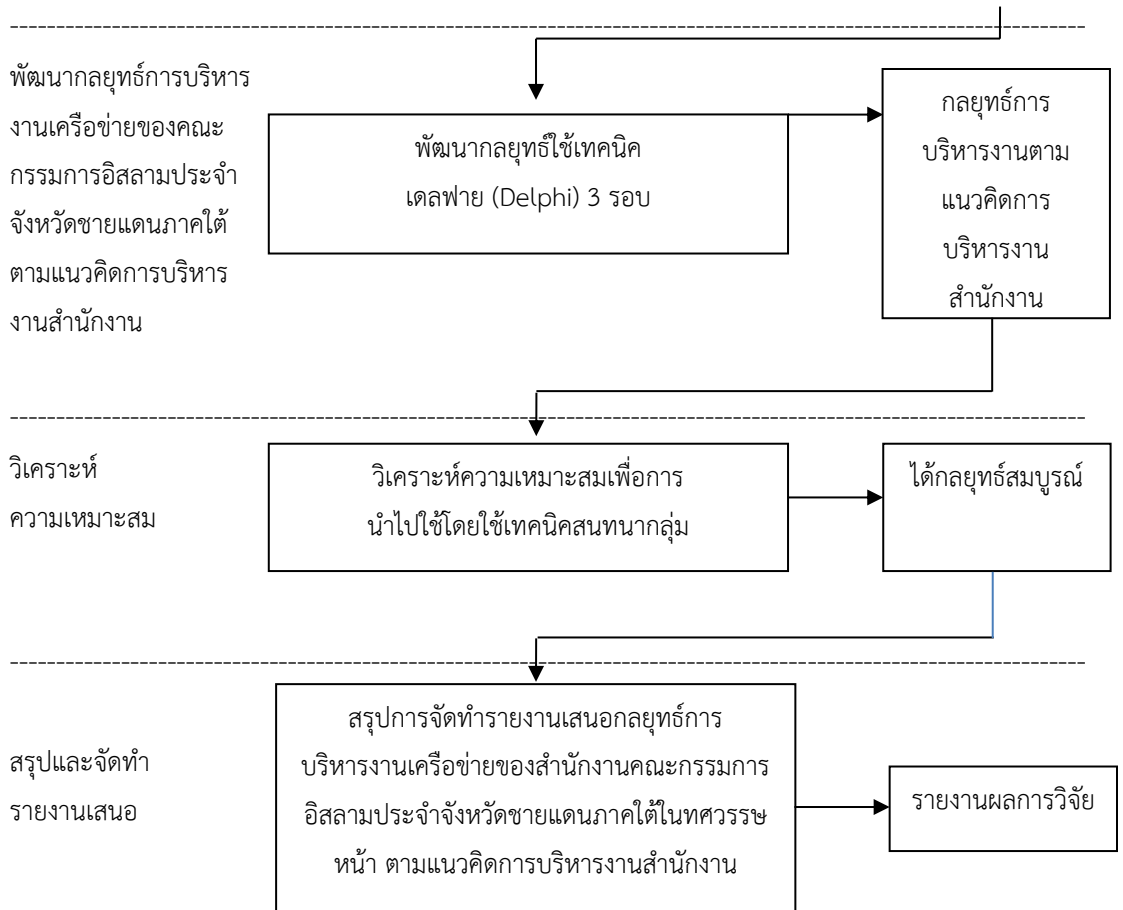 พัฒนากลยุทธ์การบริหาร
งานเครือข่ายของคณะ
กรรมการอิสลามประจำ
จังหวัดชายแดนภาคใต้
ตามแนวคิดการบริหาร
งานสำนักงาน
พัฒนากลยุทธ์ใช้เทคนิค
เดลฟาย (Delphi) 3 รอบ
กลยุทธ์การ
บริหารงานตาม
แนวคิดการ
บริหารงาน
สำนักงาน
วิเคราะห์
ความเหมาะสม
วิเคราะห์ความเหมาะสมเพื่อการ
นำไปใช้โดยใช้เทคนิคสนทนากลุ่ม
ได้กลยุทธ์สมบูรณ์
สรุปและจัดทำ
รายงานเสนอ
สรุปการจัดทำรายงานเสนอกลยุทธ์การ
บริหารงานเครือข่ายของสำนักงานคณะกรรมการ
อิสลามประจำจังหวัดชายแดนภาคใต้ในทศวรรษ
หน้า ตามแนวคิดการบริหารงานสำนักงาน
รายงานผลการวิจัย